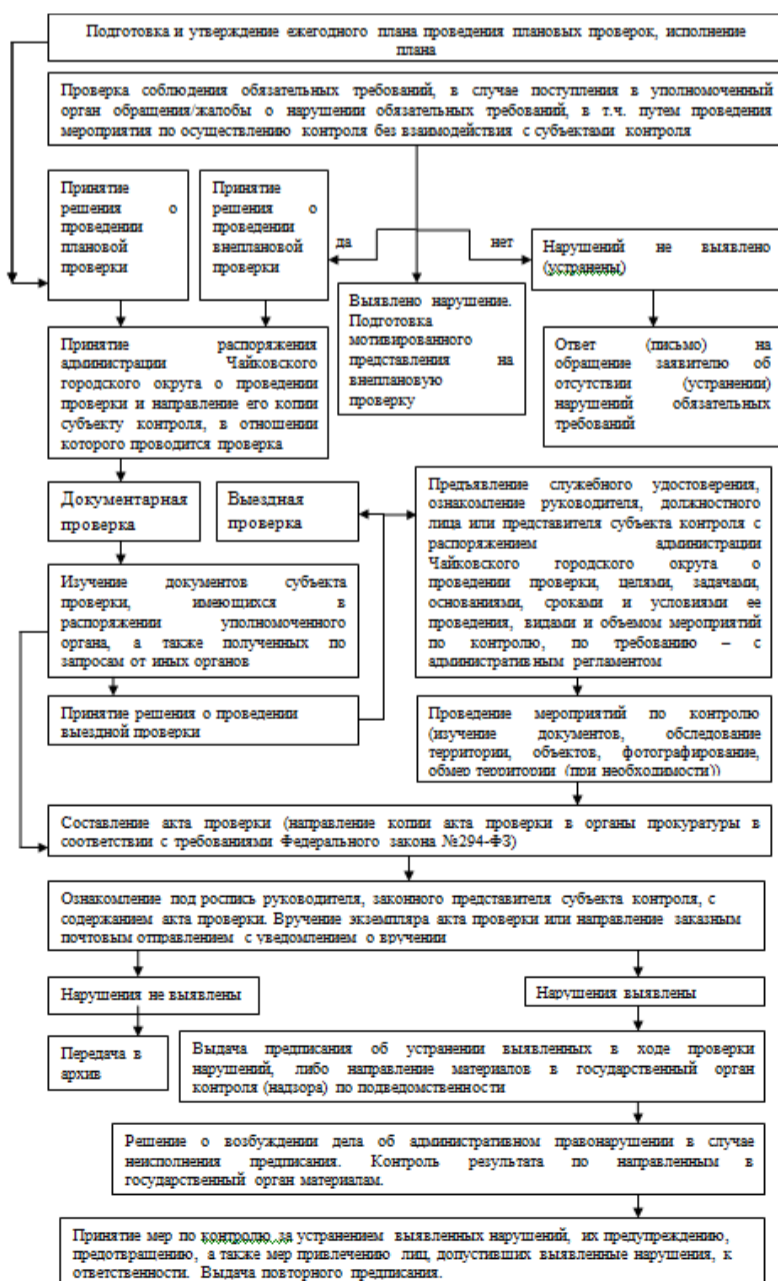 Подготовка и утверждение ежегодного плана проведения плановых проверок, исполнение
плана
Проверка соблюдения обязательных требований, в случае поступления в уполномоченный
орган обращения/жалобы о нарушении обязательных требований, в т.ч. путем проведения
мероприятия по осуществлению контроля без взаимодействия с субъектами контроля
Принятие
решения о
проведении
плановой
проверки
Принятие
решения о
проведении
внеплановой
проверки
да
нет
Нарушений не выявлено
(устранены)
Выявлено нарушение.
Подготовка
мотивированного
представления на
внеплановую
проверку
Ответ (письмо) на
обращение заявителю об
отсутствии (устранении)
нарушений обязательных
требований
Принятие распоряжения
администрации Чайковского
городского округа о проведении
проверки и направление его копии
субъекту контроля, в отношении
которого проводится проверка
Документарная
проверка
Выездная
проверка
Предъявление служебного удостоверения,
ознакомление руководителя, должностного
лица или представителя субъекта контроля с
распоряжением администрации
Чайковского городского округа о
проведении проверки, целями, задачами,
основаниями, сроками и условиями ее
проведения, видами и объемом мероприятий
по контролю, по требованию – с
административным регламентом
Изучение документов субъекта
проверки, имеющихся в
распоряжении уполномоченного
органа, а также полученных по
запросам от иных органов
Принятие решения о проведении
выездной проверки
Проведение мероприятий по контролю
(изучение документов, обследование
территории, объектов, фотографирование,
обмер территории (при необходимости))
Составление акта проверки (направление копии акта проверки в органы прокуратуры в
соответствии с требованиями Федерального закона №294-ФЗ)
Ознакомление под роспись руководителя, законного представителя субъекта контроля, с
содержанием акта проверки. Вручение экземпляра акта проверки или направление заказным
почтовым отправлением с уведомлением о вручении
Нарушения не выявлены
Нарушения выявлены
Передача в
архив
Выдача предписания об устранении выявленных в ходе проверки
нарушений, либо направление материалов в государственный орган
контроля (надзора) по подведомственности
Решение о возбуждении дела об административном правонарушении в случае
неисполнения предписания. Контроль результата по направленным в
государственный орган материалам.
Принятие мер по контролю за устранением выявленных нарушений, их предупреждению,
предотвращению, а также мер привлечению лиц, допустивших выявленные нарушения, к
ответственности. Выдача повторного предписания.